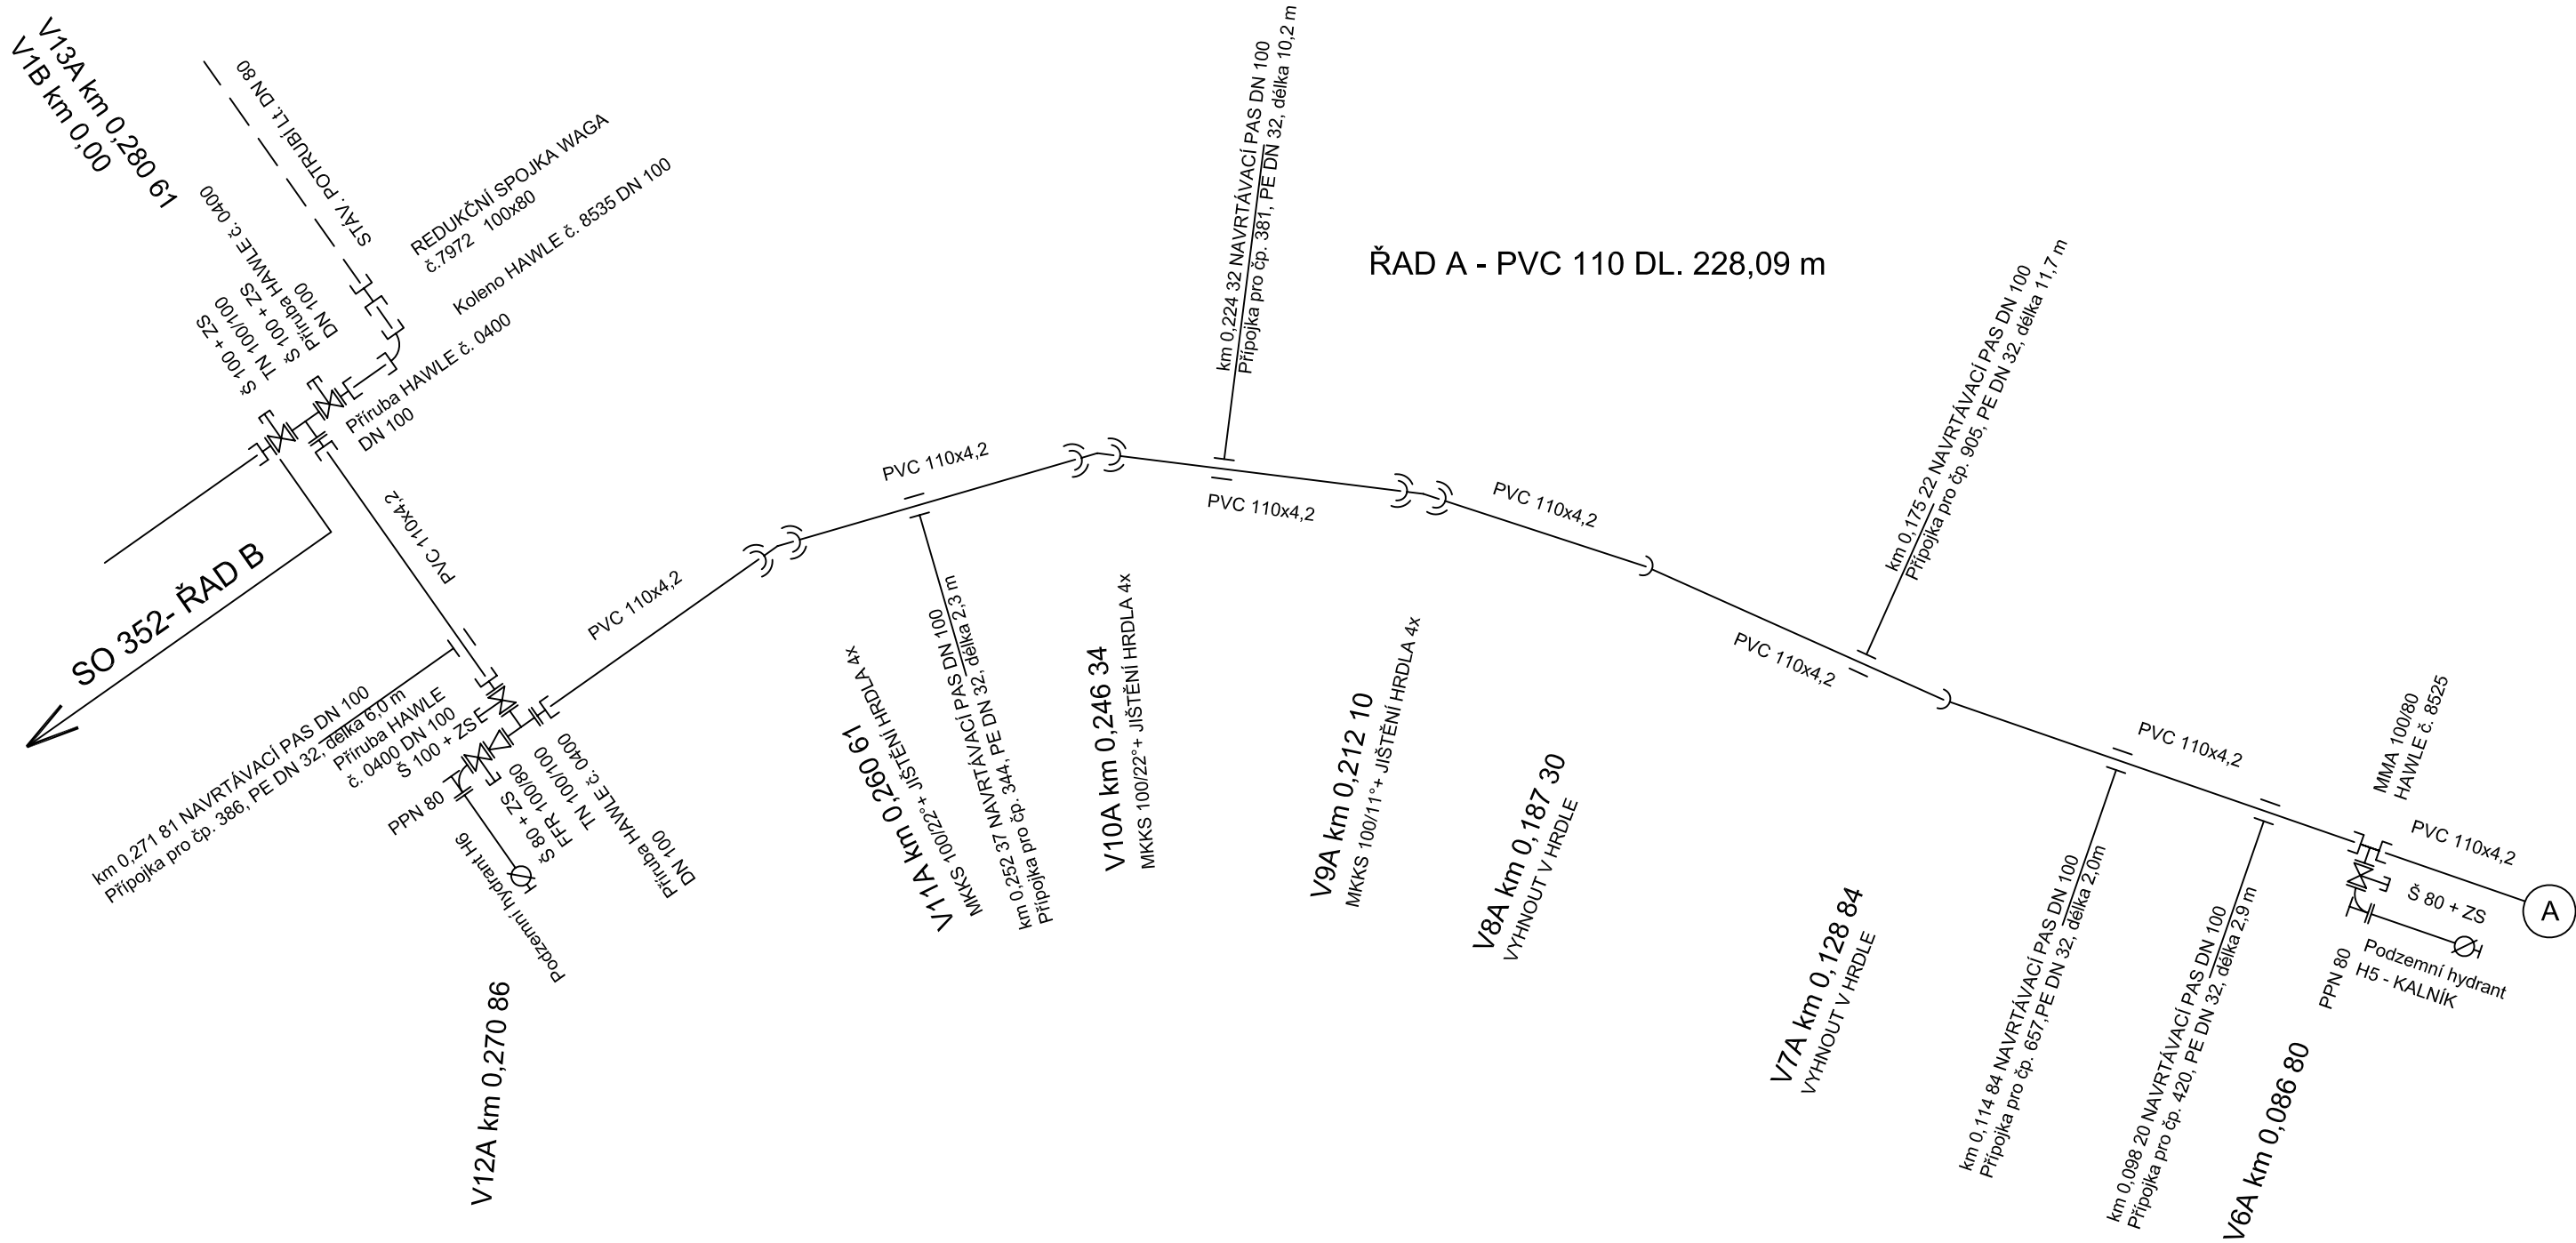 V13A km 0,280 61
V1B km 0,00
STÁV. POTRUBÍ Lt. DN 80
REDUKČNÍ SPOJKA WAGA
č.7972 100x80
Koleno HAWLE č. 8535 DN 100
Příruba HAWLE č. 0400
DN 100
Š 100 + ZS
TN 100/100
Š 100 + ZS
Příruba HAWLE č. 0400
DN 100
PVC 110x4,2
SO 352- ŘAD B
km 0,271 81 NAVRTÁVACÍ PAS DN 100
Přípojka pro čp. 386, PE DN 32, délka 6,0 m
Příruba HAWLE
č. 0400 DN 100
Š 100 + ZS
PPN 80
Š 80 + ZS
FFR 100/80
TN 100/100
Příruba HAWLE č. 0400
DN 100
Podzemní hydrant H6
V12A km 0,270 86
PVC 110x4,2
V11A km 0,260 61
MKKS 100/22°+ JIŠTĚNÍ HRDLA 4x
PVC 110x4,2
km 0,252 37 NAVRTÁVACÍ PAS DN 100
Přípojka pro čp. 344, PE DN 32, délka 2,3 m
V10A km 0,246 34
MKKS 100/22°+ JIŠTĚNÍ HRDLA 4x
km 0,224 32 NAVRTÁVACÍ PAS DN 100
Přípojka pro čp. 381, PE DN 32, délka 10,2 m
PVC 110x4,2
ŘAD A - PVC 110 DL. 228,09 m
V9A km 0,212 10
MKKS 100/11°+ JIŠTĚNÍ HRDLA 4x
PVC 110x4,2
V8A km 0,187 30
VYHNOUT V HRDLE
km 0,175 22 NAVRTÁVACÍ PAS DN 100
Přípojka pro čp. 905, PE DN 32, délka 11,7 m
PVC 110x4,2
V7A km 0,128 84
VYHNOUT V HRDLE
PVC 110x4,2
km 0,114 84 NAVRTÁVACÍ PAS DN 100
Přípojka pro čp. 657,PE DN 32, délka 2,0m
km 0,098 20 NAVRTÁVACÍ PAS DN 100
Přípojka pro čp. 420, PE DN 32, délka 2,9 m
MMA 100/80
HAWLE č. 8525
PVC 110x4,2
A
Š 80 + ZS
Podzemní hydrant
H5 - KALNÍK
PPN 80
V6A km 0,086 80